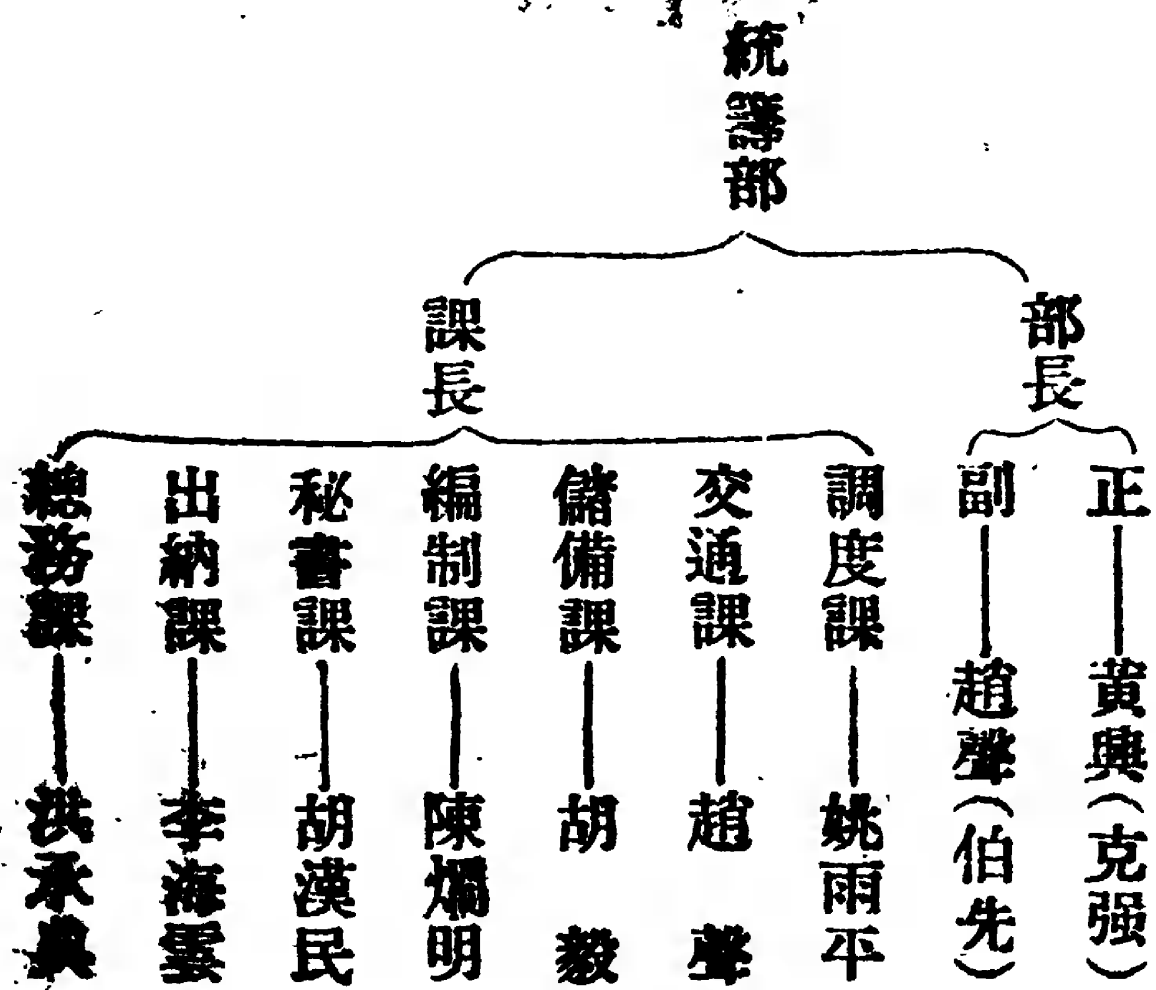 統籌部
部長
正
黃興(克强)
副
趙聲(伯先)
課長
調度課
姚雨平
交通課
趙聲
儲備課
胡毅
編制課
陳烱明
秘書課
胡漢民
出納課
李海雲
總務課
洪承典